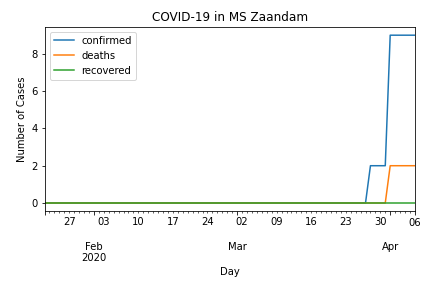 COVID-19 in MS Zaandam
confirmed
deaths
recovered
Number of Cases
8
6
4
2
0
27 03 10 17 24 02 09 16 23 30 06
Feb Mar Apr
2020
Day